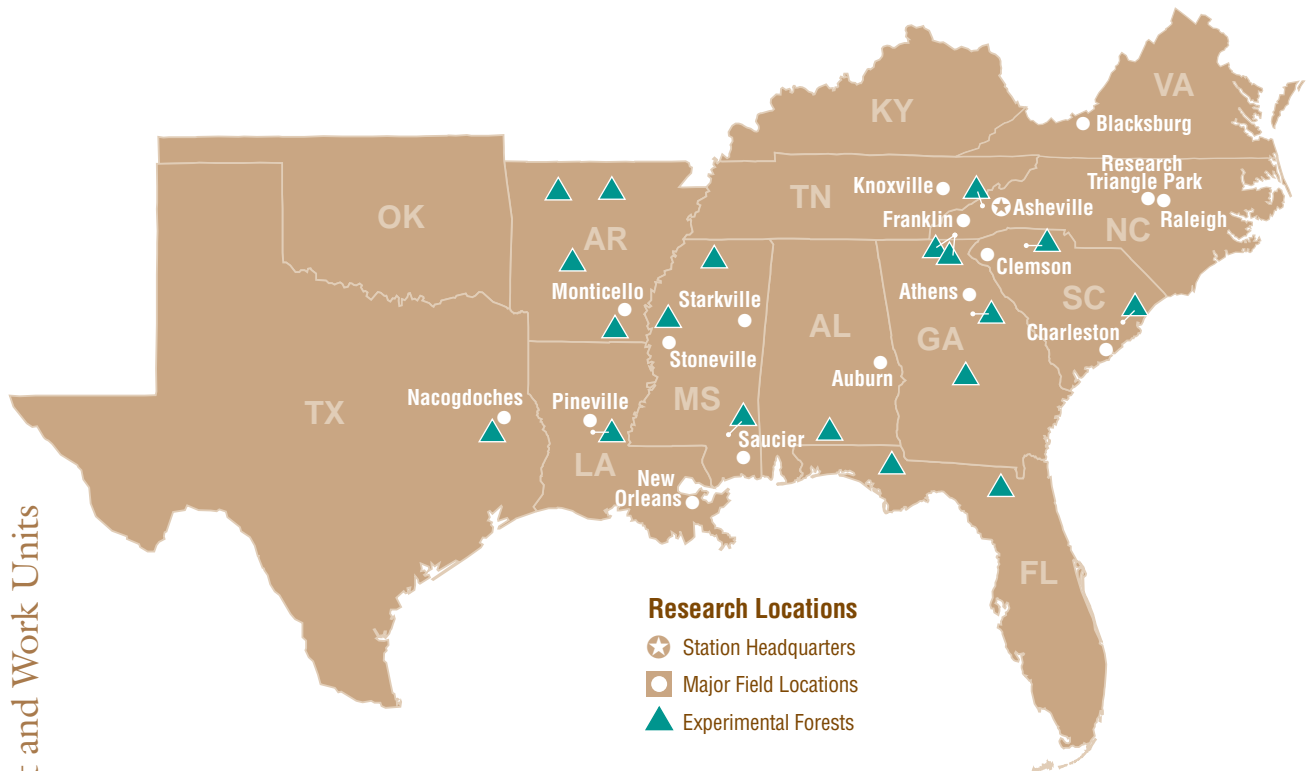 VA
KY
Blacksburg
Research
Triangle Park
Knoxville
TN
Asheville
Raleigh
OK
Franklin
NC
AR
Clemson
Monticello
Starkville
Athens
SC
AL
GA
Charleston
Stoneville
Auburn
TX
Nacogdoches
Pineville
MS
Saucier
LA
New
Orleans
FL
Research Locations
Station Headquarters
Major Field Locations
Experimental Forests
and Work Units